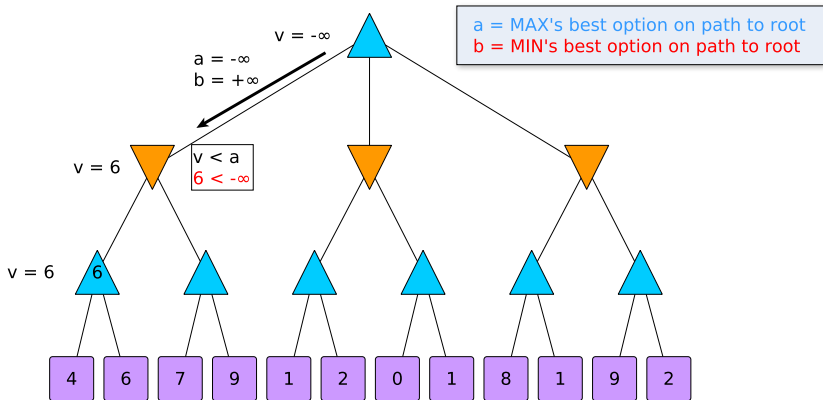 v = -∞
a = MAX's best option on path to root
b = MIN's best option on path to root
a = -∞
b = +∞
v = 6
v < a
6 < -∞
v = 6
6
4 6 7 9 1 2 0 1 8 1 9 2